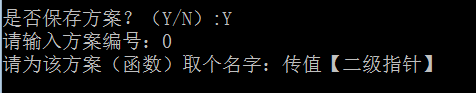 是否保存方案？（Y/N）:Y
请输入方案编号：0
请为该方案（函数）取个名字：传值【二级指针】